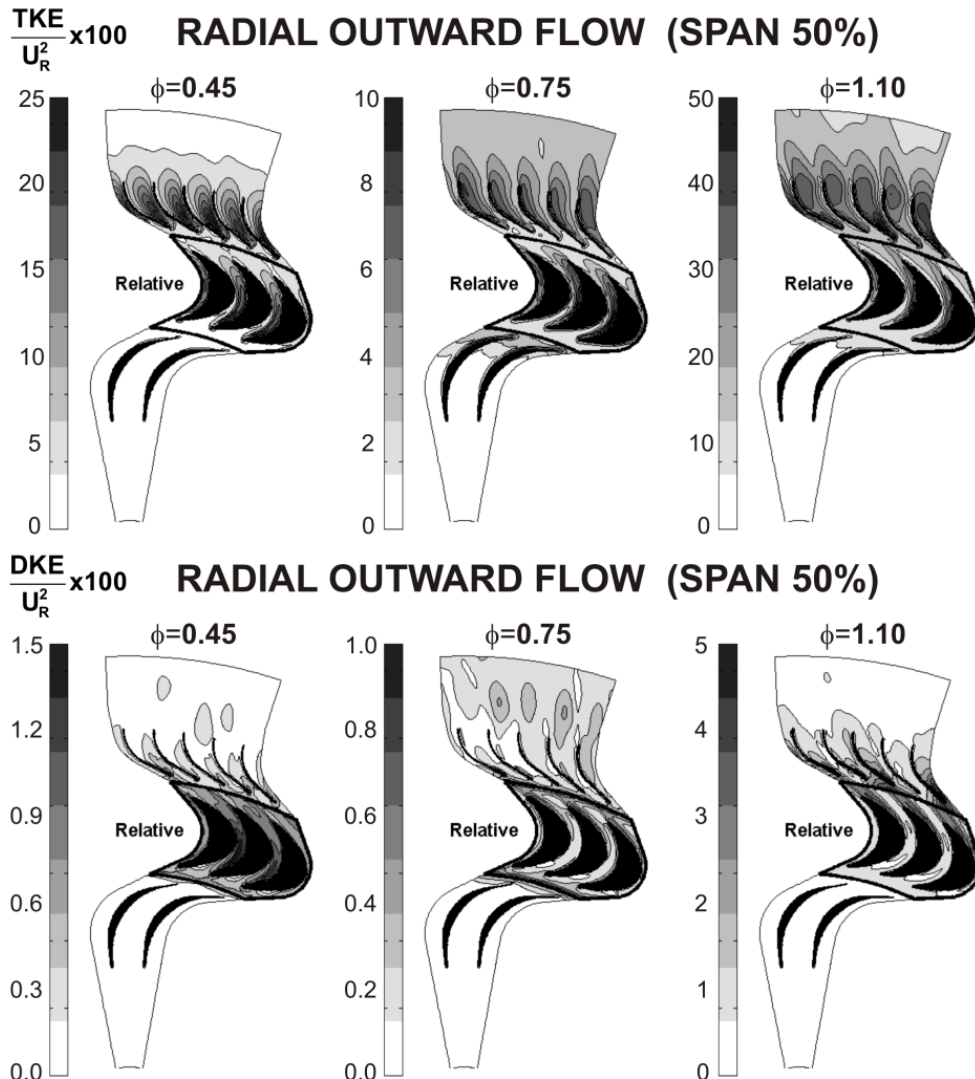 TKE/U_R^2 x100 RADIAL OUTWARD FLOW (SPAN 50%)
ϕ=0.45 ϕ=0.75 ϕ=1.10
25 10 50
20 8 40
Relative Relative Relative
15 6 30
10 4 20
5 2 10
0 0 0
DKE/U_R^2 x100 RADIAL OUTWARD FLOW (SPAN 50%)
ϕ=0.45 ϕ=0.75 ϕ=1.10
1.5 1.0 5
1.2 0.8 4
0.9 0.6 3
Relative Relative Relative
0.6 0.4 2
0.3 0.2 1
0.0 0.0 0